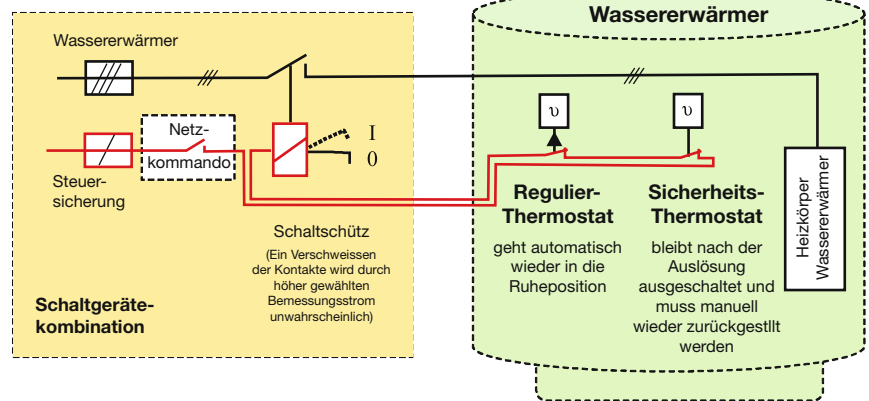 Wassererwärmer
Netz-
kommando
Steuer-
sicherung
I
0
Schaltschütz
(Ein Verschweissen
der Kontakte wird durch
höher gewählten
Bemessungsstrom
unwahrscheinlich)
Schaltgeräte-
kombination
Wassererwärmer
υ
υ
Regulier-
Thermostat
geht automatisch
wieder in die
Ruheposition
Sicherheits-
Thermostat
bleibt nach der
Auslösung
ausgeschaltet und
muss manuell
wieder zurückgestllt
werden
Heizkörper
Wassererwärmer